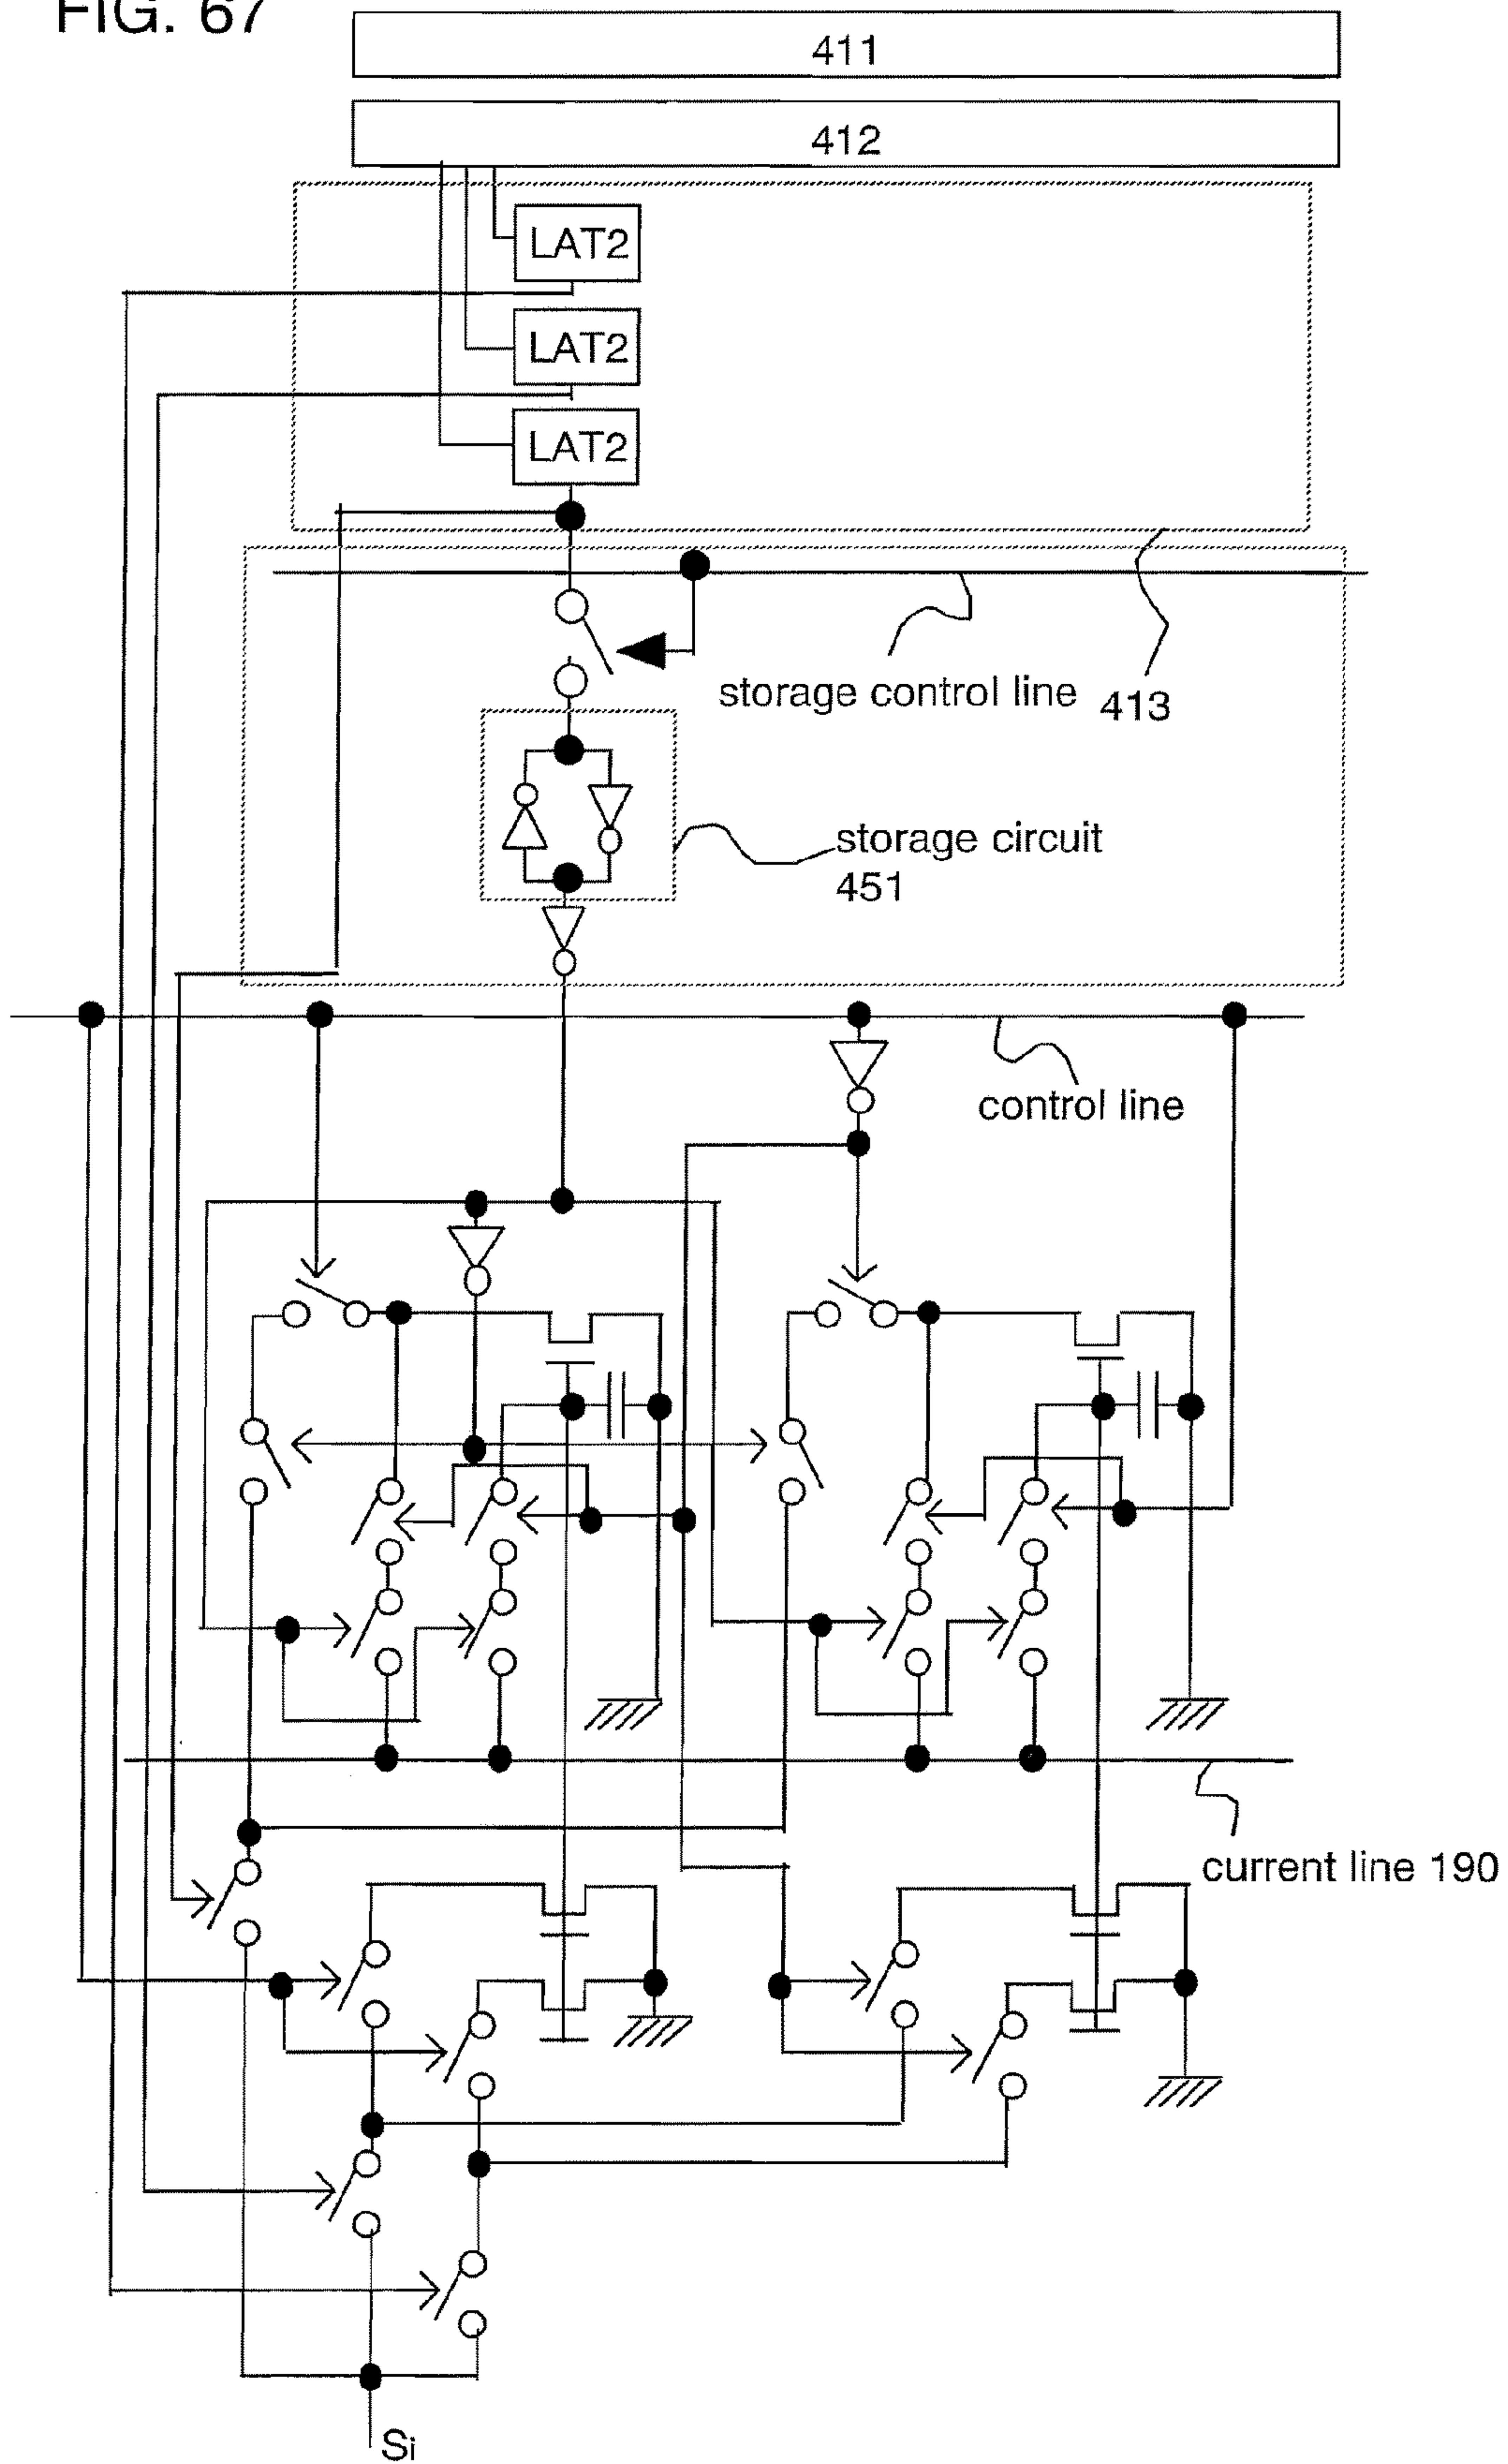 FIG. 67
411
412
LAT2
LAT2
LAT2
storage control line
413
storage circuit
451
control line
current line 190
Si